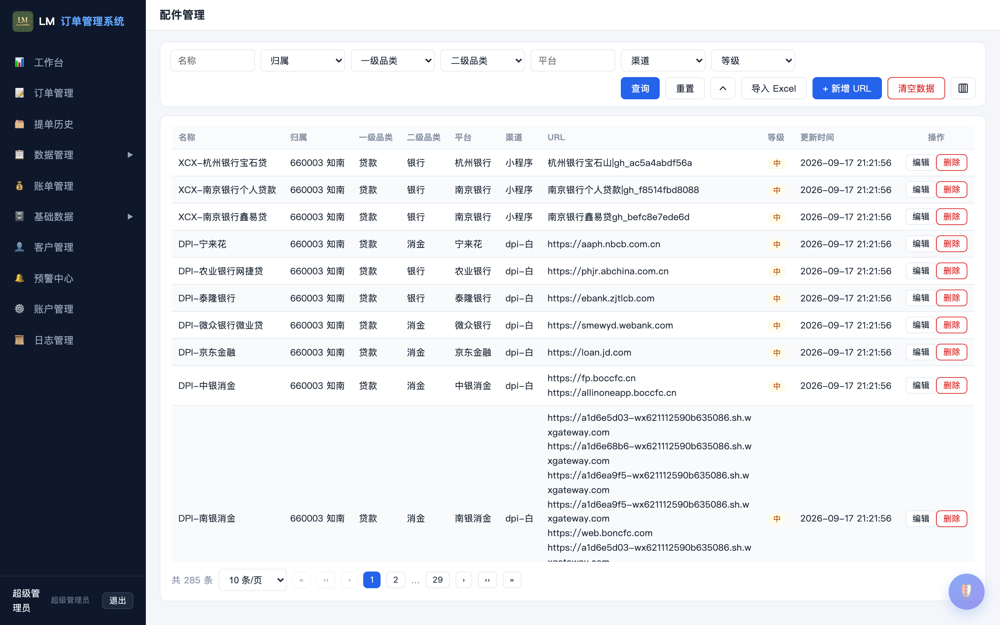 LM 订单管理系统
工作台
订单管理
提单历史
数据管理
账单管理
基础数据
客户管理
预警中心
账户管理
日志管理
超级管理员
超级管理员
退出
配件管理
名称 归属 一级品类 二级品类 平台 渠道 等级
查询 重置 导入 Excel + 新增 URL 清空数据
名称 归属 一级品类 二级品类 平台 渠道 URL 等级 更新时间 操作
XCX-杭州银行宝石贷 660003 知南 贷款 银行 杭州银行 小程序 杭州银行宝石山|gh_ac5a4abdf56a 中 2026-09-17 21:21:56 编辑 删除
XCX-南京银行个人贷款 660003 知南 贷款 银行 南京银行 小程序 南京银行个人贷款|gh_f8514fbd8088 中 2026-09-17 21:21:56 编辑 删除
XCX-南京银行鑫易贷 660003 知南 贷款 银行 南京银行 小程序 南京银行鑫易贷gh_befc8e7ede6d 中 2026-09-17 21:21:56 编辑 删除
DPI-宁来花 660003 知南 贷款 消金 宁来花 dpi-白 https://aaph.nbcb.com.cn 中 2026-09-17 21:21:56 编辑 删除
DPI-农业银行网捷贷 660003 知南 贷款 银行 农业银行 dpi-白 https://phjr.abchina.com.cn 中 2026-09-17 21:21:56 编辑 删除
DPI-泰隆银行 660003 知南 贷款 银行 泰隆银行 dpi-白 https://ebank.zjtlcb.com 中 2026-09-17 21:21:56 编辑 删除
DPI-微众银行微业贷 660003 知南 贷款 消金 微众银行 dpi-白 https://smewyd.webank.com 中 2026-09-17 21:21:56 编辑 删除
DPI-京东金融 660003 知南 贷款 消金 京东金融 dpi-白 https://loan.jd.com 中 2026-09-17 21:21:56 编辑 删除
DPI-中银消金 660003 知南 贷款 消金 中银消金 dpi-白 https://fp.boccfc.cn
https://allinoneapp.boccfc.cn 中 2026-09-17 21:21:56 编辑 删除
DPI-南银消金 660003 知南 贷款 消金 南银消金 dpi-白 https://a1d6e5d03-wx621112590b635086.sh.w
xgateway.com
https://a1d6e68b6-wx621112590b635086.sh.w
xgateway.com
https://a1d6ea9f5-wx621112590b635086.sh.w
xgateway.com
https://a1d6ea9f5-wx621112590b635086.sh.w
xgateway.com
https://web.boncfc.com
https://a1d6e5d03-wx621112590b635086.sh.w
xgateway.com 中 2026-09-17 21:21:56 编辑 删除
共 285 条 10 条/页 « ‹‹ ‹ 1 2 ... 29 › ›› »